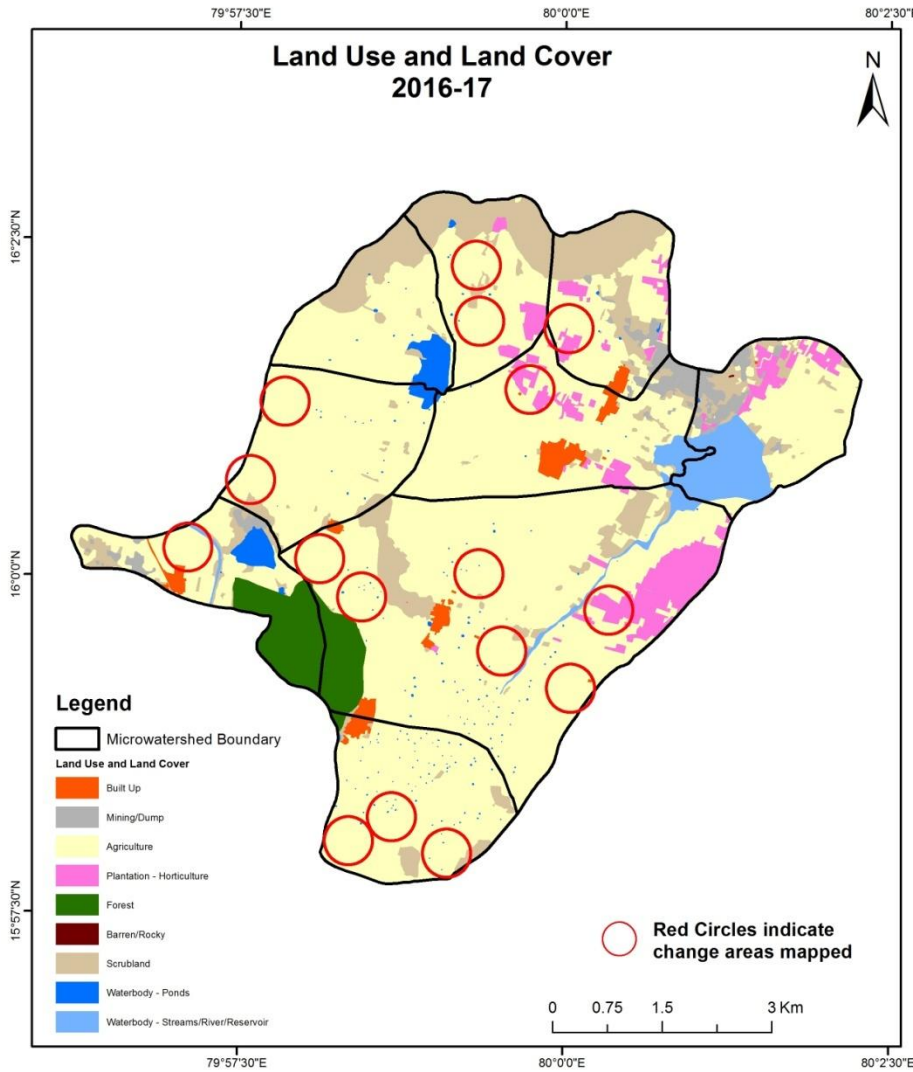 79°57'30"E
80°0'0"E
80°2'30"E
Land Use and Land Cover
2016-17
N
16°2'30"N
16°0'0"N
15°57'30"N
Legend
Microwatershed Boundary
Land Use and Land Cover
Built Up
Mining/Dump
Agriculture
Plantation - Horticulture
Forest
Barren/Rocky
Scrubland
Waterbody - Ponds
Waterbody - Streams/River/Reservoir
Red Circles indicate
change areas mapped
0 0.75 1.5 3 Km
79°57'30"E
80°0'0"E
80°2'30"E